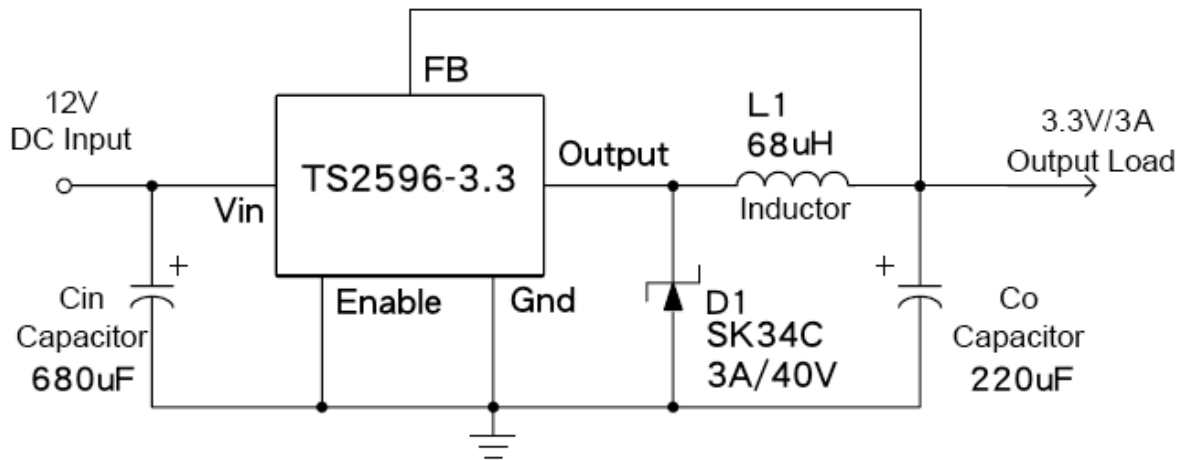 FB
12V
DC Input
TS2596-3.3
Output
L1
68uH
3.3V/3A
Output Load
Vin
Inductor
+
+
Enable
Gnd
Cin
Capacitor
680uF
D1
SK34C
3A/40V
Co
Capacitor
220uF